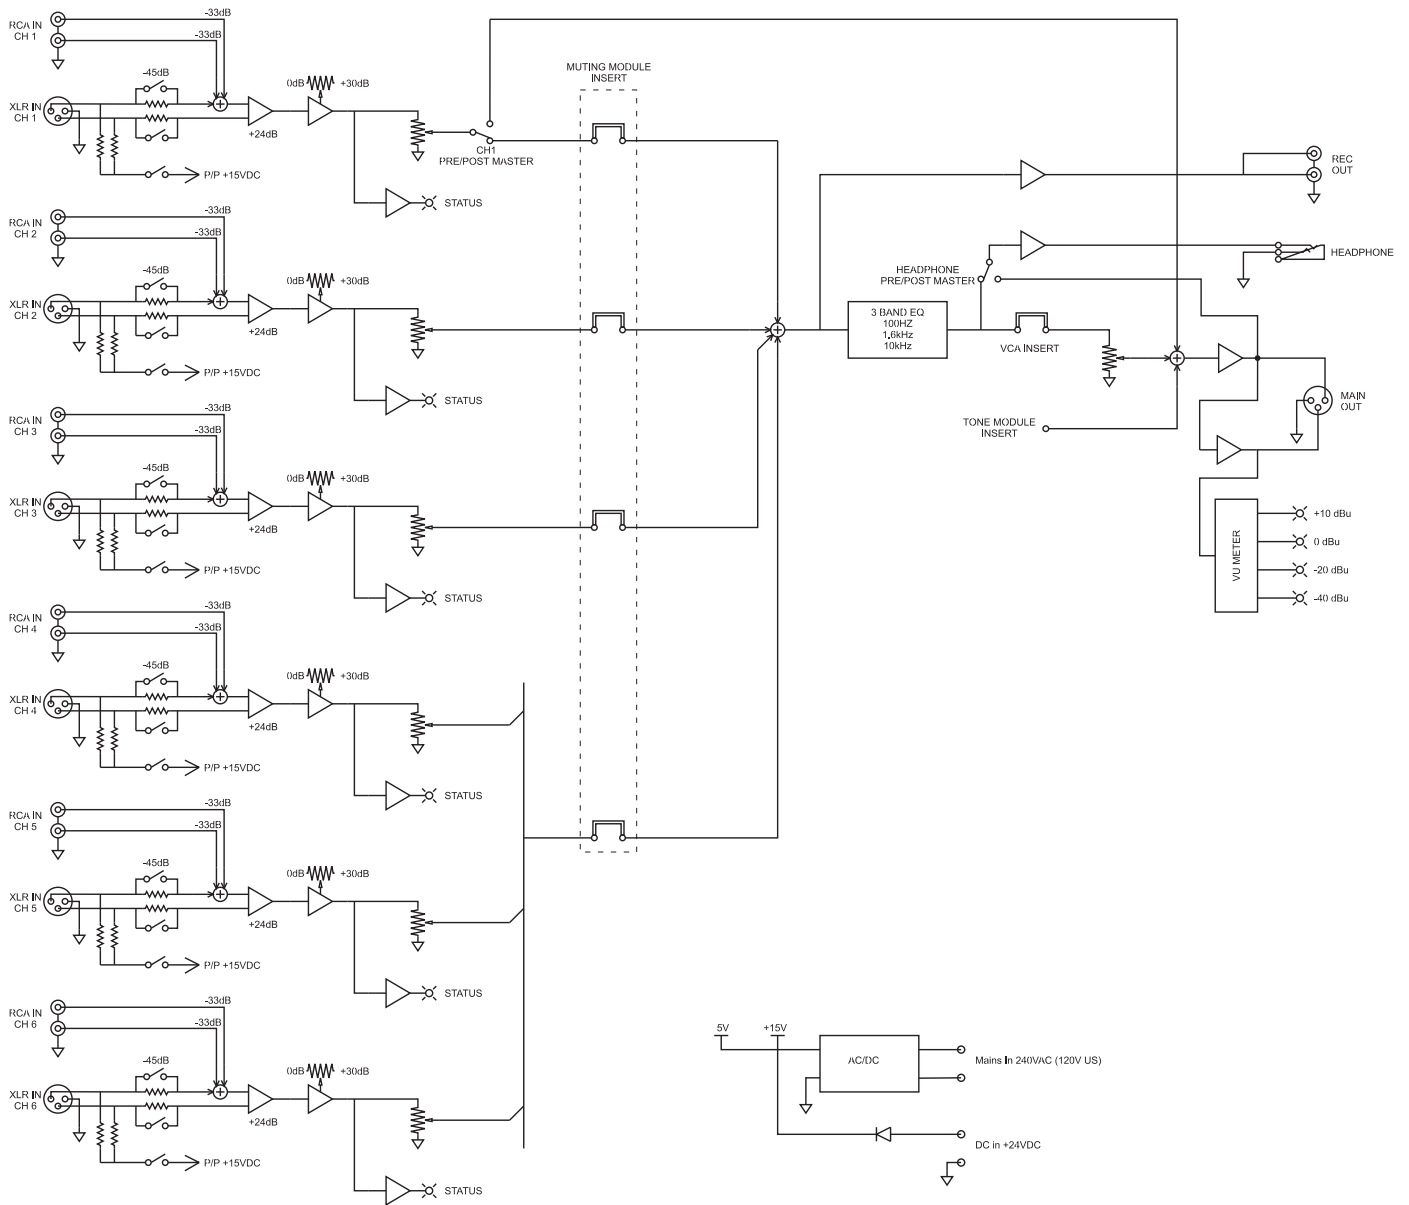 RCA IN
CH 1
-33dB
-33dB
-45dB
XLR IN
CH 1
+24dB
0dB
+30dB
P/P +15VDC
STATUS
CH1
PRE/POST MASTER
MUTING MODULE
INSERT
RCA IN
CH 2
-33dB
-33dB
-45dB
XLR IN
CH 2
+24dB
0dB
+30dB
P/P +15VDC
STATUS
RCA IN
CH 3
-33dB
-33dB
-45dB
XLR IN
CH 3
+24dB
0dB
+30dB
P/P +15VDC
STATUS
RCA IN
CH 4
-33dB
-33dB
-45dB
XLR IN
CH 4
+24dB
0dB
+30dB
P/P +15VDC
STATUS
RCA IN
CH 5
-33dB
-33dB
-45dB
XLR IN
CH 5
+24dB
0dB
+30dB
P/P +15VDC
STATUS
RCA IN
CH 6
-33dB
-33dB
-45dB
XLR IN
CH 6
+24dB
0dB
+30dB
P/P +15VDC
STATUS
REC
OUT
HEADPHONE
HEADPHONE
PRE/POST MASTER
3 BAND EQ
100HZ
1.6kHz
10kHz
VCA INSERT
TONE MODULE
INSERT
MAIN
OUT
VU METER
+10 dBu
0 dBu
-20 dBu
-40 dBu
5V
+15V
AC/DC
Mains In 240VAC (120V US)
DC in +24VDC